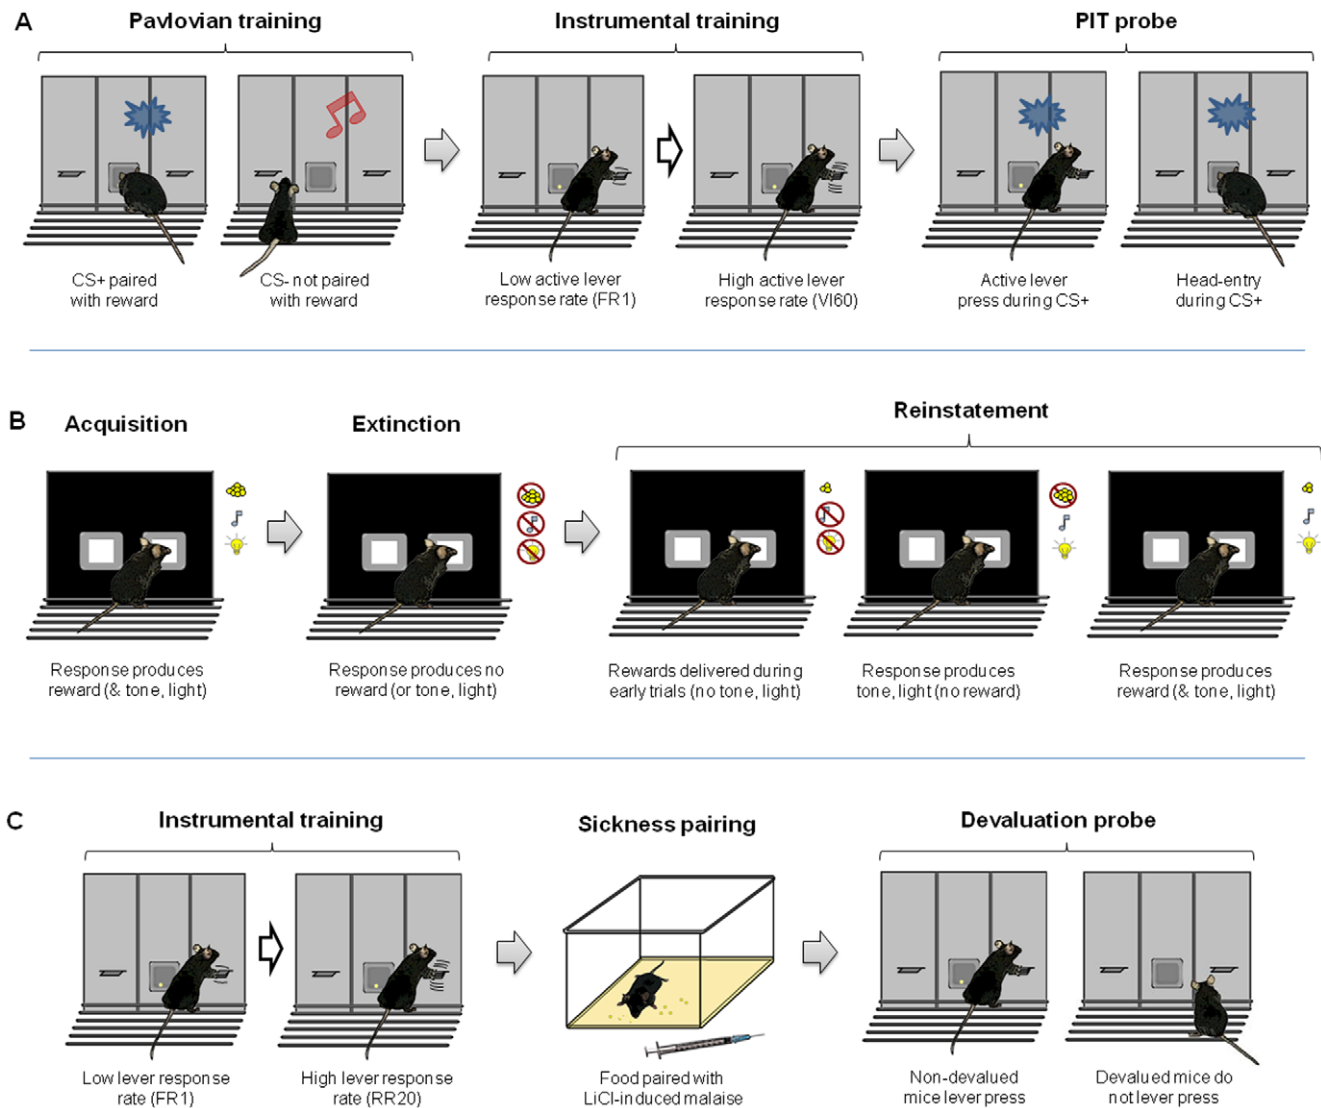 A
Pavlovian training
Instrumental training
PIT probe
CS+ paired
with reward
CS- not paired
with reward
Low active lever
response rate (FR1)
High active lever
response rate (VI60)
Active lever
press during CS+
Head-entry
during CS+
B
Acquisition
Extinction
Reinstatement
Response produces
reward (& tone, light)
Response produces no
reward (or tone, light)
Rewards delivered during
early trials (no tone, light)
Response produces
tone, light (no reward)
Response produces
reward (& tone, light)
C
Instrumental training
Sickness pairing
Devaluation probe
Low lever response
rate (FR1)
High lever response
rate (RR20)
Food paired with
LiCl-induced malaise
Non-devalued
mice lever press
Devalued mice do
not lever press